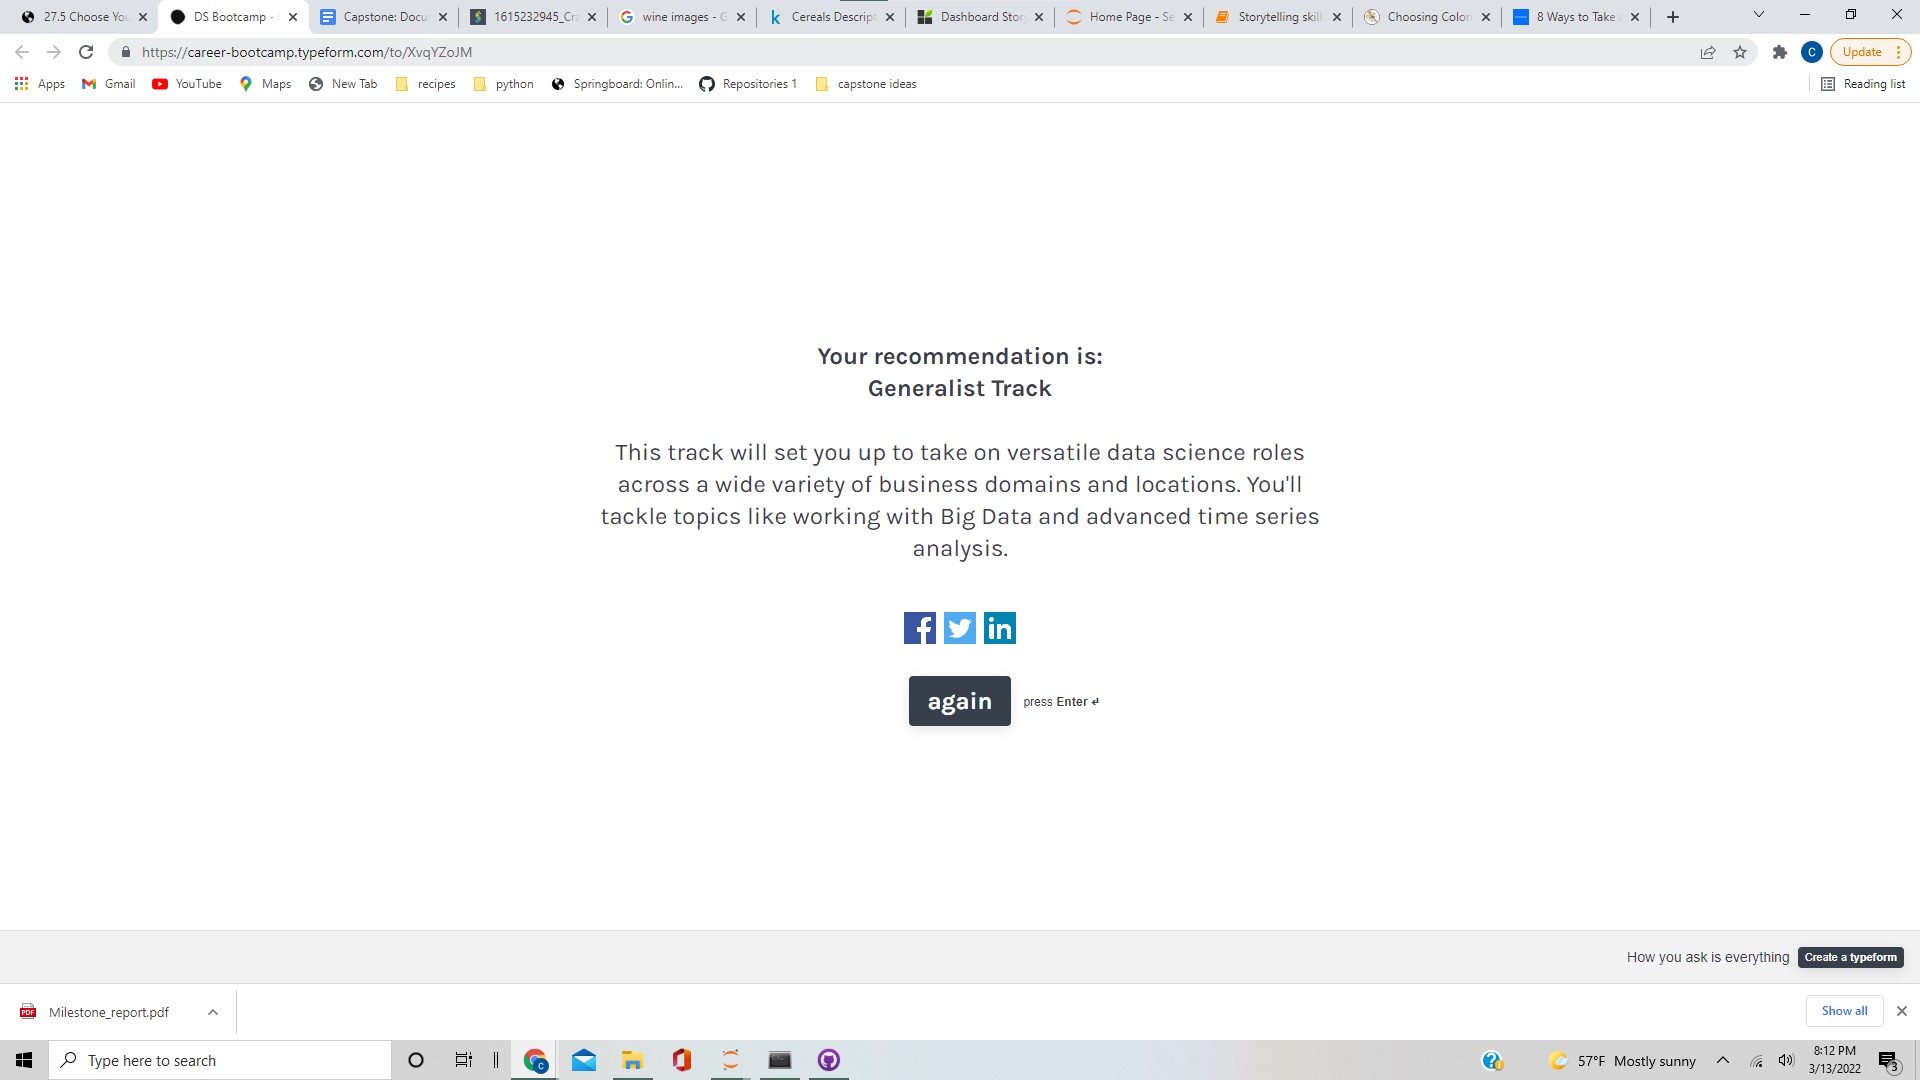 27.5 Choose You
DS Bootcamp -
Capstone: Docu
1615232945_Cra
wine images - G
Cereals Descript
Dashboard Stor
Home Page - Se
Storytelling skill
Choosing Color
8 Ways to Take
https://career-bootcamp.typeform.com/to/XvqYZoJM
C
Update
Apps
Gmail
YouTube
Maps
New Tab
recipes
python
Springboard: Onlin...
Repositories 1
capstone ideas
Reading list
Your recommendation is:
Generalist Track
This track will set you up to take on versatile data science roles
across a wide variety of business domains and locations. You'll
tackle topics like working with Big Data and advanced time series
analysis.
again
press Enter ↵
How you ask is everything
Create a typeform
Milestone_report.pdf
Show all
Type here to search
57°F Mostly sunny
8:12 PM
3/13/2022
3